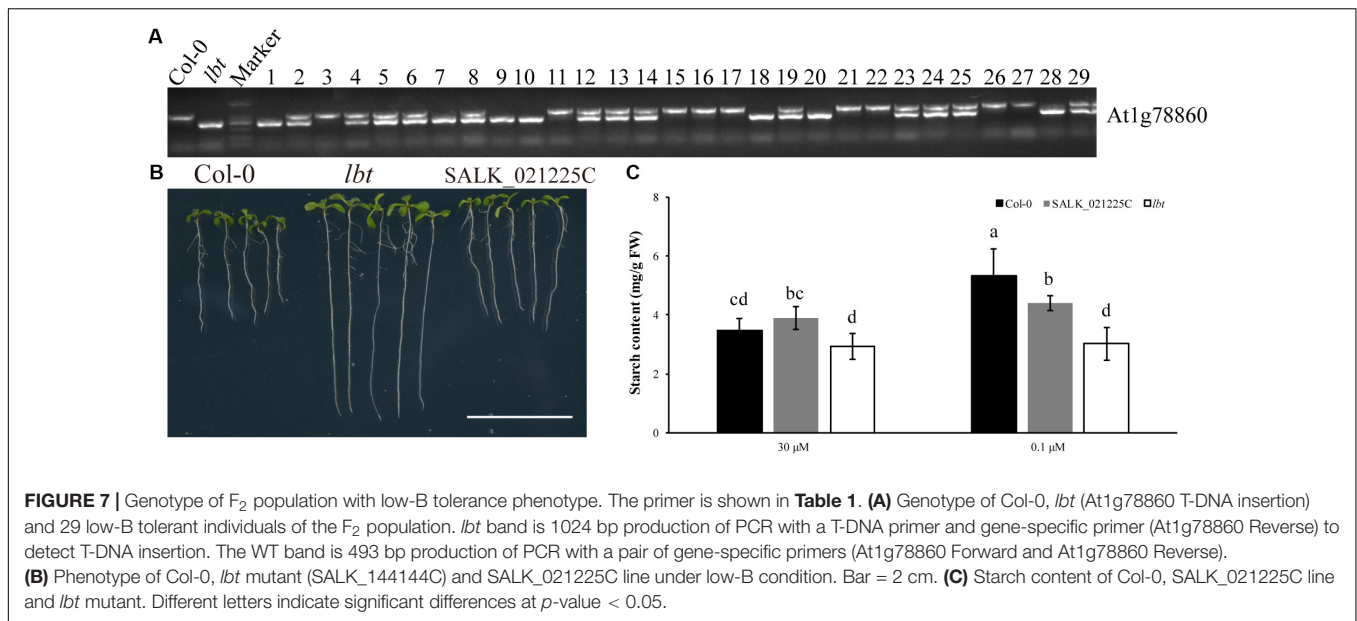 A
Col-0 lbt Marker 1 2 3 4 5 6 7 8 9 10 11 12 13 14 15 16 17 18 19 20 21 22 23 24 25 26 27 28 29
At1g78860
B
Col-0 lbt SALK_021225C
C
Col-0 SALK_021225C lbt
Starch content (mg/g FW)
8
6
4
2
0
cd bc d a b d
30 µM 0.1 µM
FIGURE 7 | Genotype of F2 population with low-B tolerance phenotype. The primer is shown in Table 1. (A) Genotype of Col-0, lbt (At1g78860 T-DNA insertion)
and 29 low-B tolerant individuals of the F2 population. lbt band is 1024 bp production of PCR with a T-DNA primer and gene-specific primer (At1g78860 Reverse) to
detect T-DNA insertion. The WT band is 493 bp production of PCR with a pair of gene-specific primers (At1g78860 Forward and At1g78860 Reverse).
(B) Phenotype of Col-0, lbt mutant (SALK_144144C) and SALK_021225C line under low-B condition. Bar = 2 cm. (C) Starch content of Col-0, SALK_021225C line
and lbt mutant. Different letters indicate significant differences at p-value < 0.05.